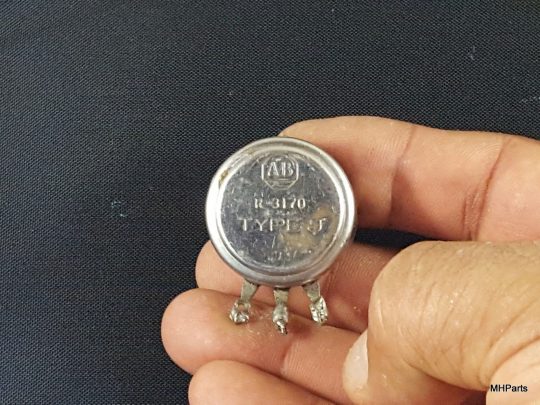 AB
R-3170
TYPE J
MHParts